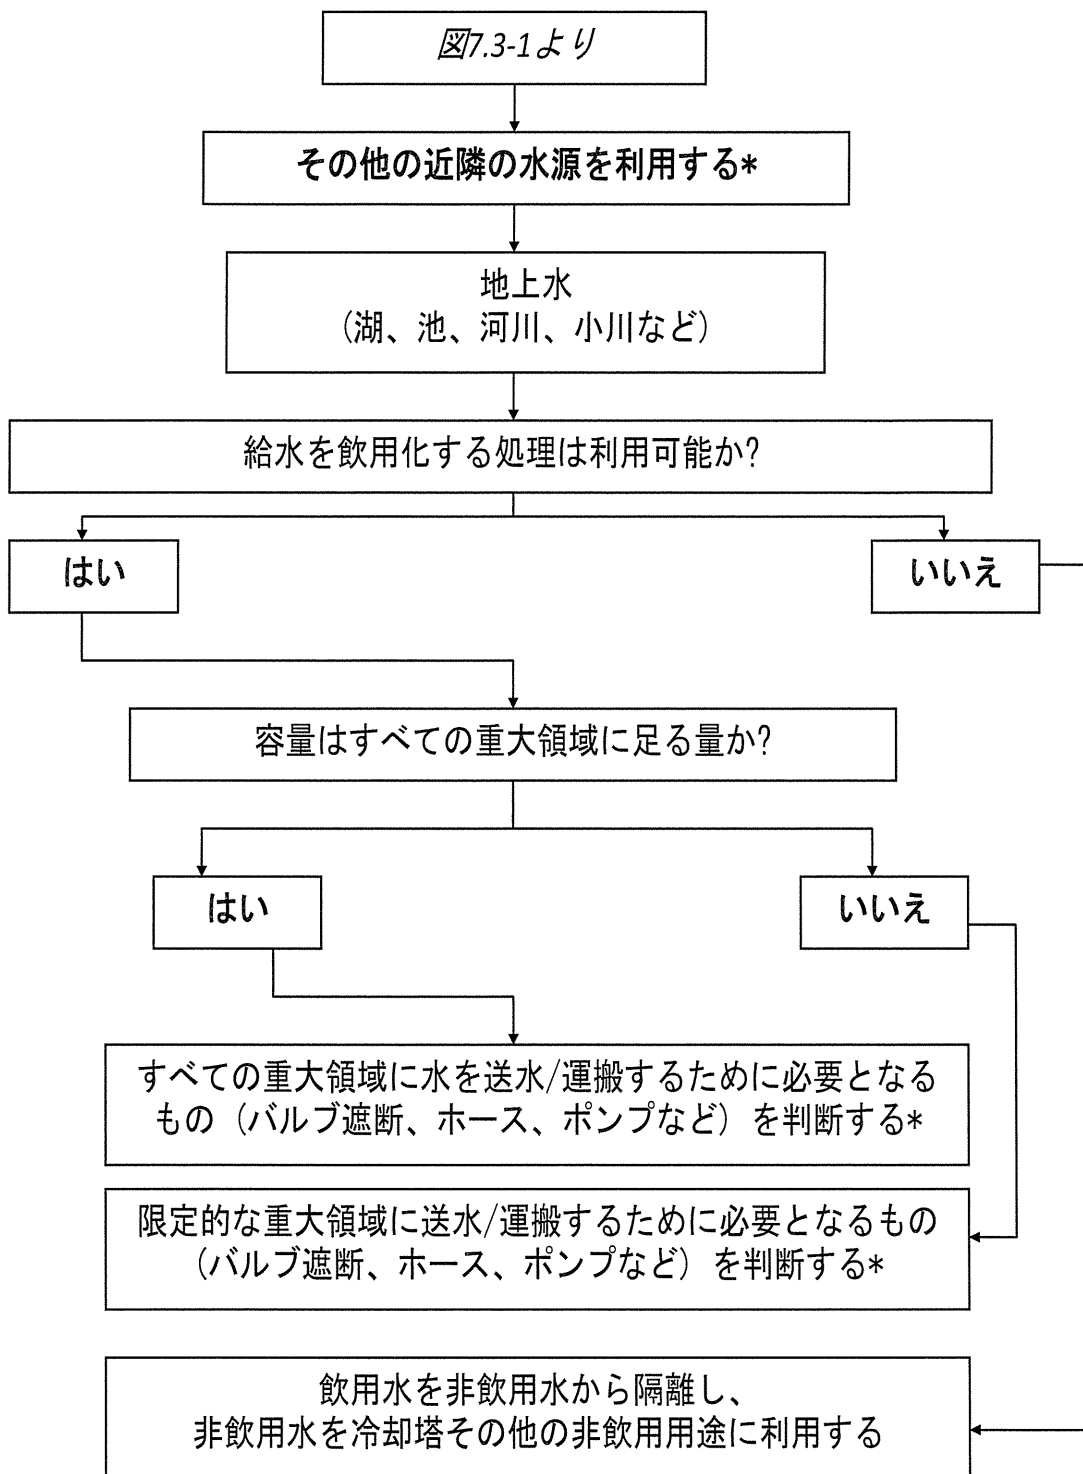 図7.3-1より
その他の近隣の水源を利用する*
地上水
（湖、池、河川、小川など）
給水を飲用化する処理は利用可能か?
はい
いいえ
容量はすべての重大領域に足る量か?
はい
いいえ
すべての重大領域に水を送水/運搬するために必要となる
もの（バルブ遮断、ホース、ポンプなど）を判断する*
限定的な重大領域に送水/運搬するために必要となるもの
（バルブ遮断、ホース、ポンプなど）を判断する*
飲用水を非飲用水から隔離し、
非飲用水を冷却塔その他の非飲用用途に利用する